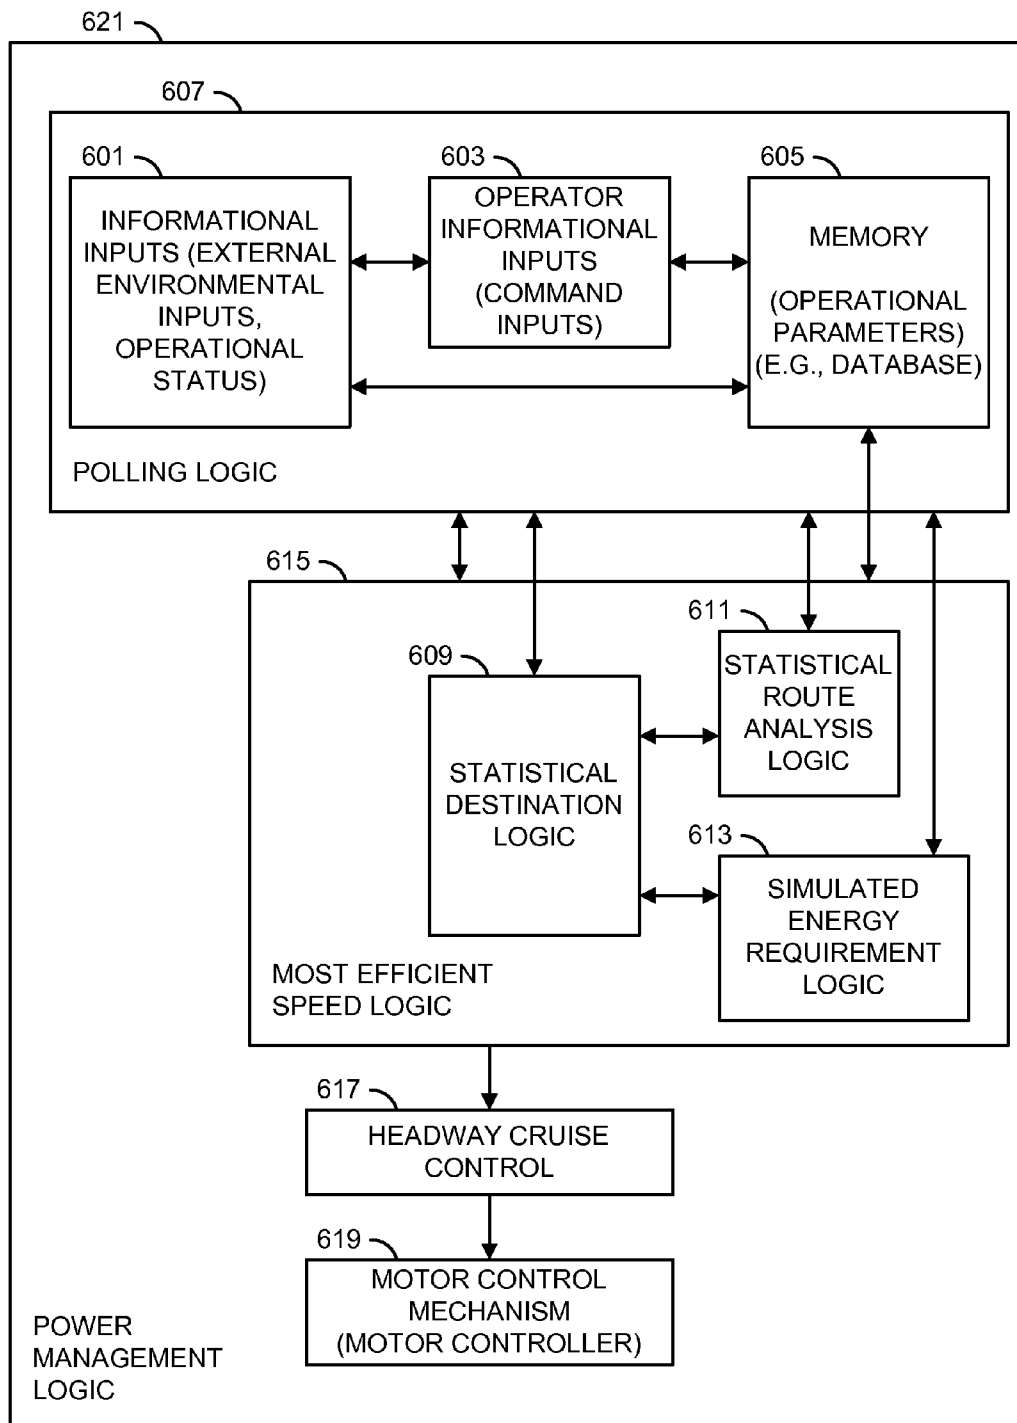 621
607
601
603
605
INFORMATIONAL
INPUTS (EXTERNAL
ENVIRONMENTAL
INPUTS,
OPERATIONAL
STATUS)
OPERATOR
INFORMATIONAL
INPUTS
(COMMAND
INPUTS)
MEMORY
(OPERATIONAL
PARAMETERS)
(E.G., DATABASE)
POLLING LOGIC
615
611
609
STATISTICAL
ROUTE
ANALYSIS
LOGIC
STATISTICAL
DESTINATION
LOGIC
613
SIMULATED
ENERGY
REQUIREMENT
LOGIC
MOST EFFICIENT
SPEED LOGIC
617
HEADWAY CRUISE
CONTROL
619
MOTOR CONTROL
MECHANISM
(MOTOR CONTROLLER)
POWER
MANAGEMENT
LOGIC